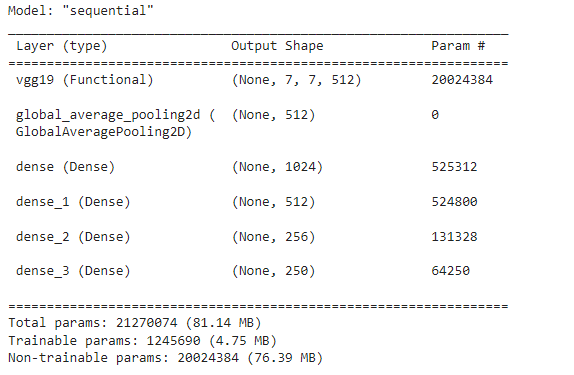 Model: "sequential"
_________________________________________________________________
Layer (type) Output Shape Param #
=================================================================
vgg19 (Functional) (None, 7, 7, 512) 20024384
global_average_pooling2d ( (None, 512) 0
GlobalAveragePooling2D)
dense (Dense) (None, 1024) 525312
dense_1 (Dense) (None, 512) 524800
dense_2 (Dense) (None, 256) 131328
dense_3 (Dense) (None, 250) 64250
=================================================================
Total params: 21270074 (81.14 MB)
Trainable params: 1245690 (4.75 MB)
Non-trainable params: 20024384 (76.39 MB)